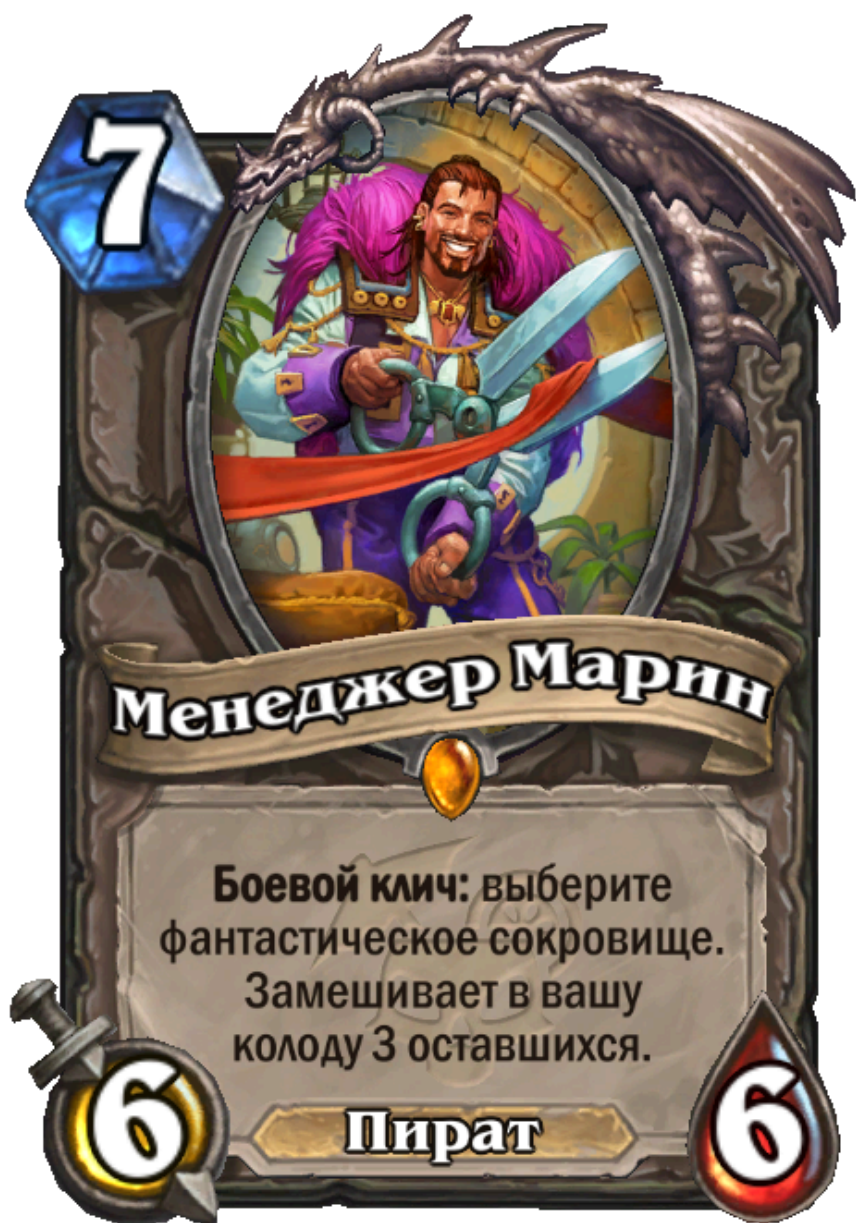 7
Менеджер Марин
Боевой клич: выберите
фантастическое сокровище.
Замешивает в вашу
колоду 3 оставшихся.
6
Пират
6